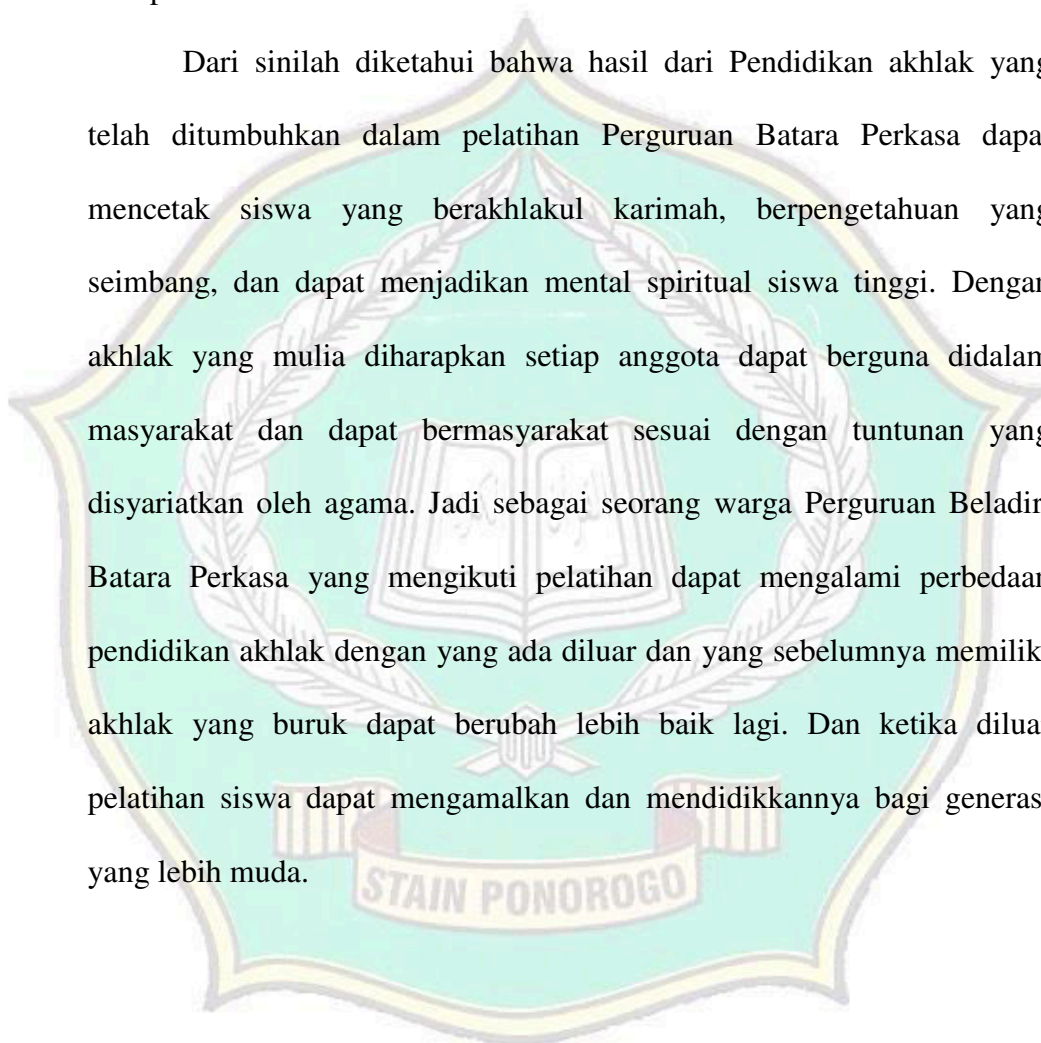 Dari sinilah diketahui bahwa hasil dari Pendidikan akhlak yang
telah ditumbuhkan dalam pelatihan Perguruan Batara Perkasa dapa
mencetak siswa yang berakhlakul karimah, berpengetahuan yang
seimbang, dan dapat menjadikan mental spiritual siswa tinggi. Dengan
akhlak yang mulia diharapkan setiap anggota dapat berguna didalam
masyarakat dan dapat bermasyarakat sesuai dengan tuntunan yang
disyariatkan oleh agama. Jadi sebagai seorang warga Perguruan Beladir
Batara Perkasa yang mengikuti pelatihan dapat mengalami perbedaan
pendidikan akhlak dengan yang ada diluar dan yang sebelumnya memilik
akhlak yang buruk dapat berubah lebih baik lagi. Dan ketika dilua
pelatihan siswa dapat mengamalkan dan mendidikkannya bagi generas
yang lebih muda.
STAIN PONOROGO